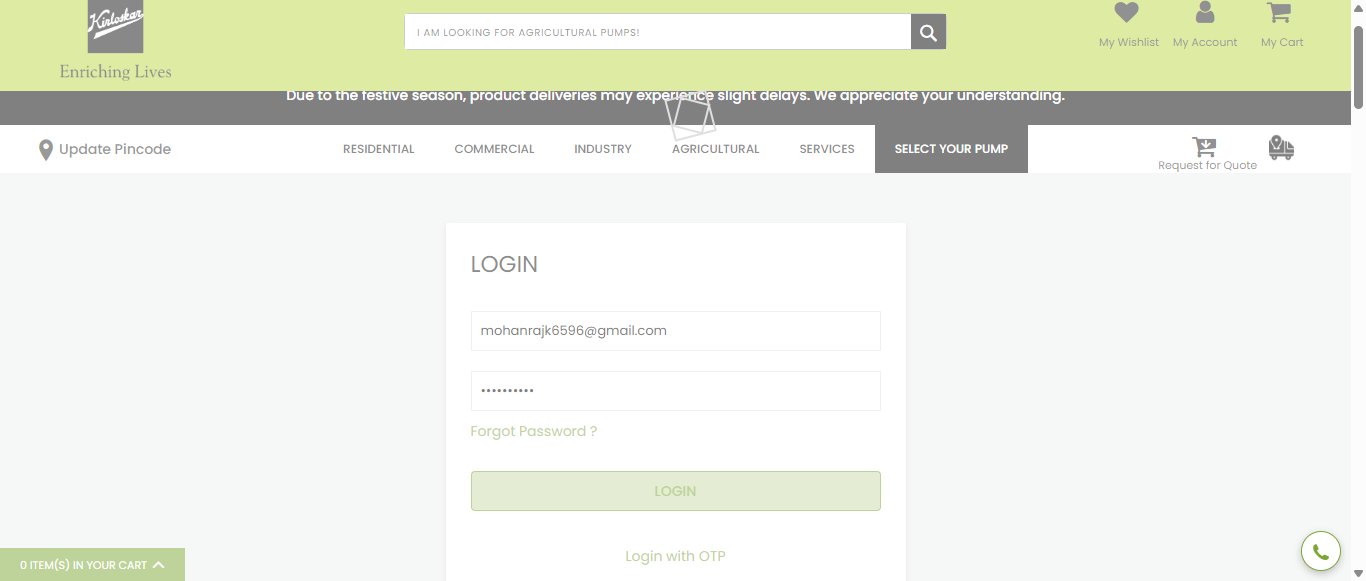 Kirloskar
Enriching Lives
I AM LOOKING FOR AGRICULTURAL PUMPS!
My Wishlist
My Account
My Cart
Due to the festive season, product deliveries may experience slight delays. We appreciate your understanding.
Update Pincode
RESIDENTIAL
COMMERCIAL
INDUSTRY
AGRICULTURAL
SERVICES
SELECT YOUR PUMP
Request for Quote
LOGIN
mohanrajk6596@gmail.com
••••••••••
Forgot Password ?
LOGIN
Login with OTP
0 ITEM(S) IN YOUR CART